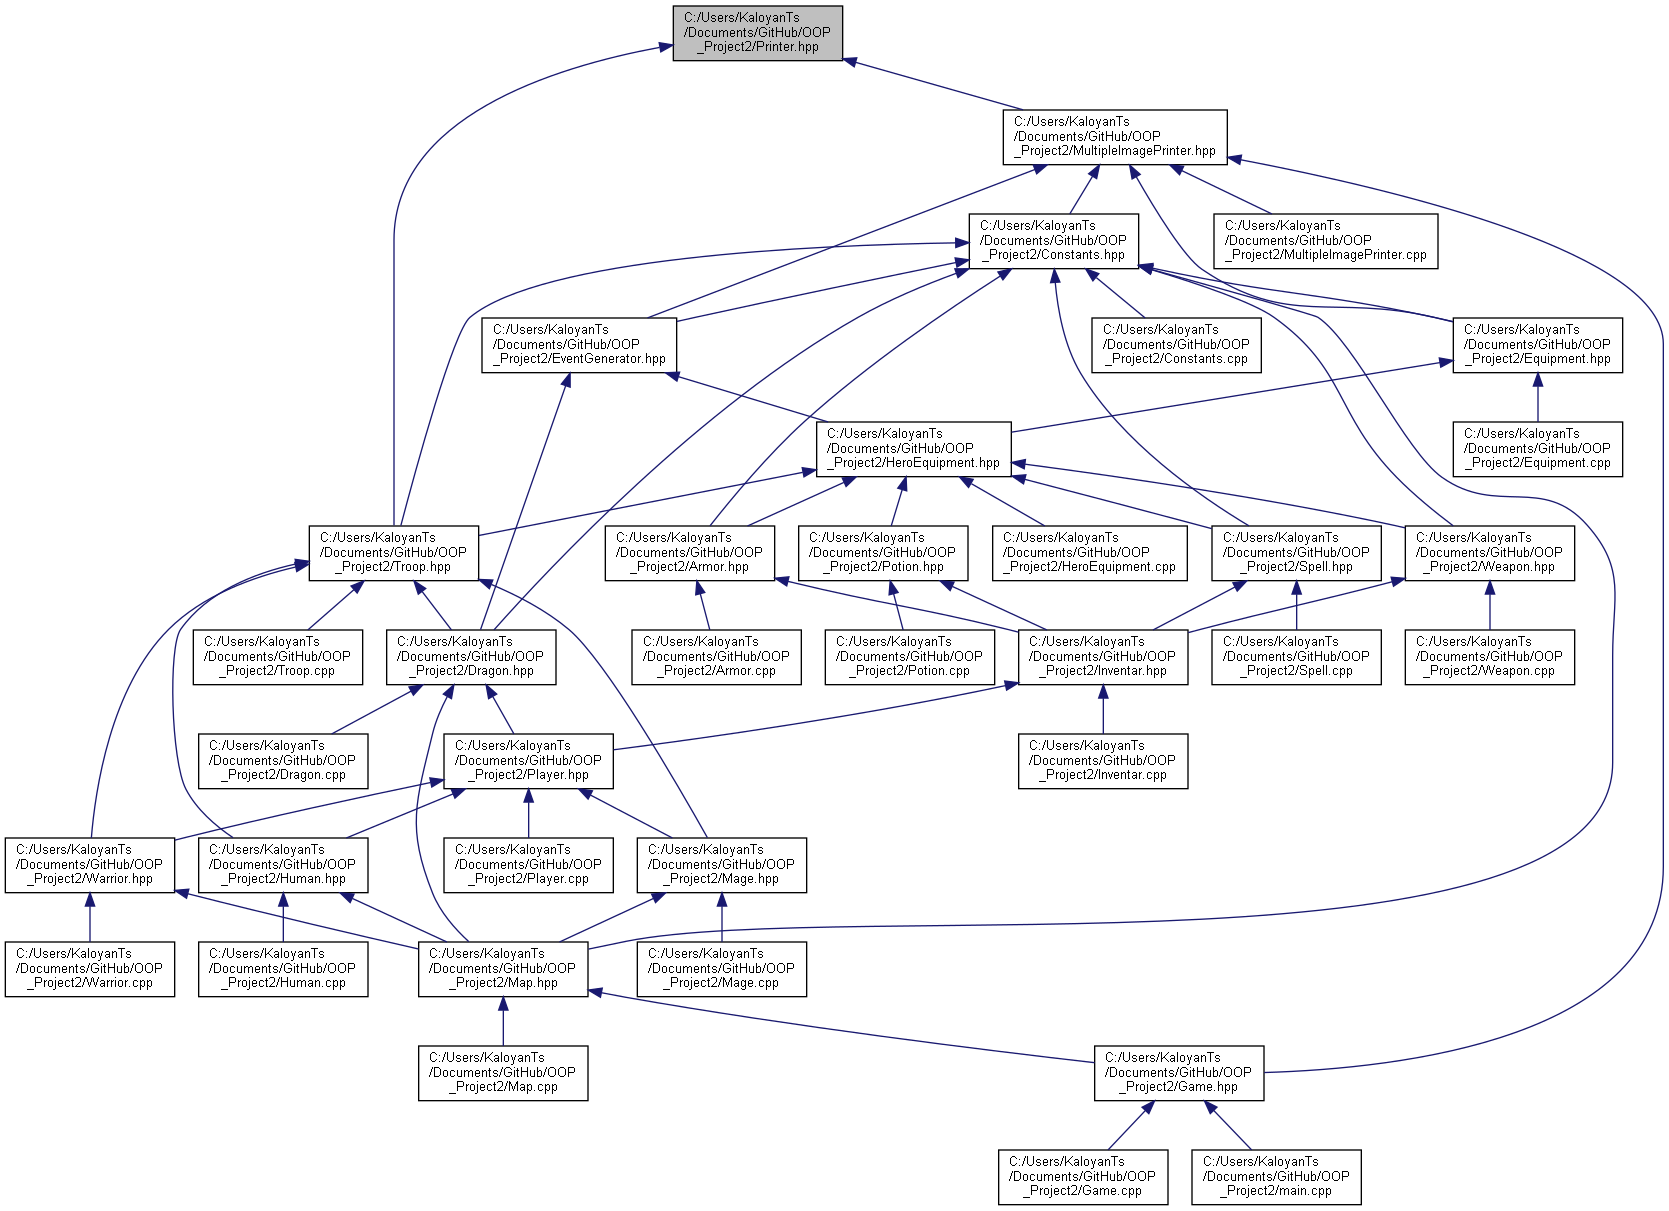 C:/Users/KaloyanTs
/Documents/GitHub/OOP
_Project2/Printer.hpp
C:/Users/KaloyanTs
/Documents/GitHub/OOP
_Project2/MultipleImagePrinter.hpp
C:/Users/KaloyanTs
/Documents/GitHub/OOP
_Project2/Constants.hpp
C:/Users/KaloyanTs
/Documents/GitHub/OOP
_Project2/MultipleImagePrinter.cpp
C:/Users/KaloyanTs
/Documents/GitHub/OOP
_Project2/EventGenerator.hpp
C:/Users/KaloyanTs
/Documents/GitHub/OOP
_Project2/Constants.cpp
C:/Users/KaloyanTs
/Documents/GitHub/OOP
_Project2/Equipment.hpp
C:/Users/KaloyanTs
/Documents/GitHub/OOP
_Project2/HeroEquipment.hpp
C:/Users/KaloyanTs
/Documents/GitHub/OOP
_Project2/Equipment.cpp
C:/Users/KaloyanTs
/Documents/GitHub/OOP
_Project2/Troop.hpp
C:/Users/KaloyanTs
/Documents/GitHub/OOP
_Project2/Armor.hpp
C:/Users/KaloyanTs
/Documents/GitHub/OOP
_Project2/Potion.hpp
C:/Users/KaloyanTs
/Documents/GitHub/OOP
_Project2/HeroEquipment.cpp
C:/Users/KaloyanTs
/Documents/GitHub/OOP
_Project2/Spell.hpp
C:/Users/KaloyanTs
/Documents/GitHub/OOP
_Project2/Weapon.hpp
C:/Users/KaloyanTs
/Documents/GitHub/OOP
_Project2/Troop.cpp
C:/Users/KaloyanTs
/Documents/GitHub/OOP
_Project2/Dragon.hpp
C:/Users/KaloyanTs
/Documents/GitHub/OOP
_Project2/Armor.cpp
C:/Users/KaloyanTs
/Documents/GitHub/OOP
_Project2/Potion.cpp
C:/Users/KaloyanTs
/Documents/GitHub/OOP
_Project2/Inventar.hpp
C:/Users/KaloyanTs
/Documents/GitHub/OOP
_Project2/Spell.cpp
C:/Users/KaloyanTs
/Documents/GitHub/OOP
_Project2/Weapon.cpp
C:/Users/KaloyanTs
/Documents/GitHub/OOP
_Project2/Dragon.cpp
C:/Users/KaloyanTs
/Documents/GitHub/OOP
_Project2/Player.hpp
C:/Users/KaloyanTs
/Documents/GitHub/OOP
_Project2/Inventar.cpp
C:/Users/KaloyanTs
/Documents/GitHub/OOP
_Project2/Warrior.hpp
C:/Users/KaloyanTs
/Documents/GitHub/OOP
_Project2/Human.hpp
C:/Users/KaloyanTs
/Documents/GitHub/OOP
_Project2/Player.cpp
C:/Users/KaloyanTs
/Documents/GitHub/OOP
_Project2/Mage.hpp
C:/Users/KaloyanTs
/Documents/GitHub/OOP
_Project2/Warrior.cpp
C:/Users/KaloyanTs
/Documents/GitHub/OOP
_Project2/Human.cpp
C:/Users/KaloyanTs
/Documents/GitHub/OOP
_Project2/Map.hpp
C:/Users/KaloyanTs
/Documents/GitHub/OOP
_Project2/Mage.cpp
C:/Users/KaloyanTs
/Documents/GitHub/OOP
_Project2/Map.cpp
C:/Users/KaloyanTs
/Documents/GitHub/OOP
_Project2/Game.hpp
C:/Users/KaloyanTs
/Documents/GitHub/OOP
_Project2/Game.cpp
C:/Users/KaloyanTs
/Documents/GitHub/OOP
_Project2/main.cpp